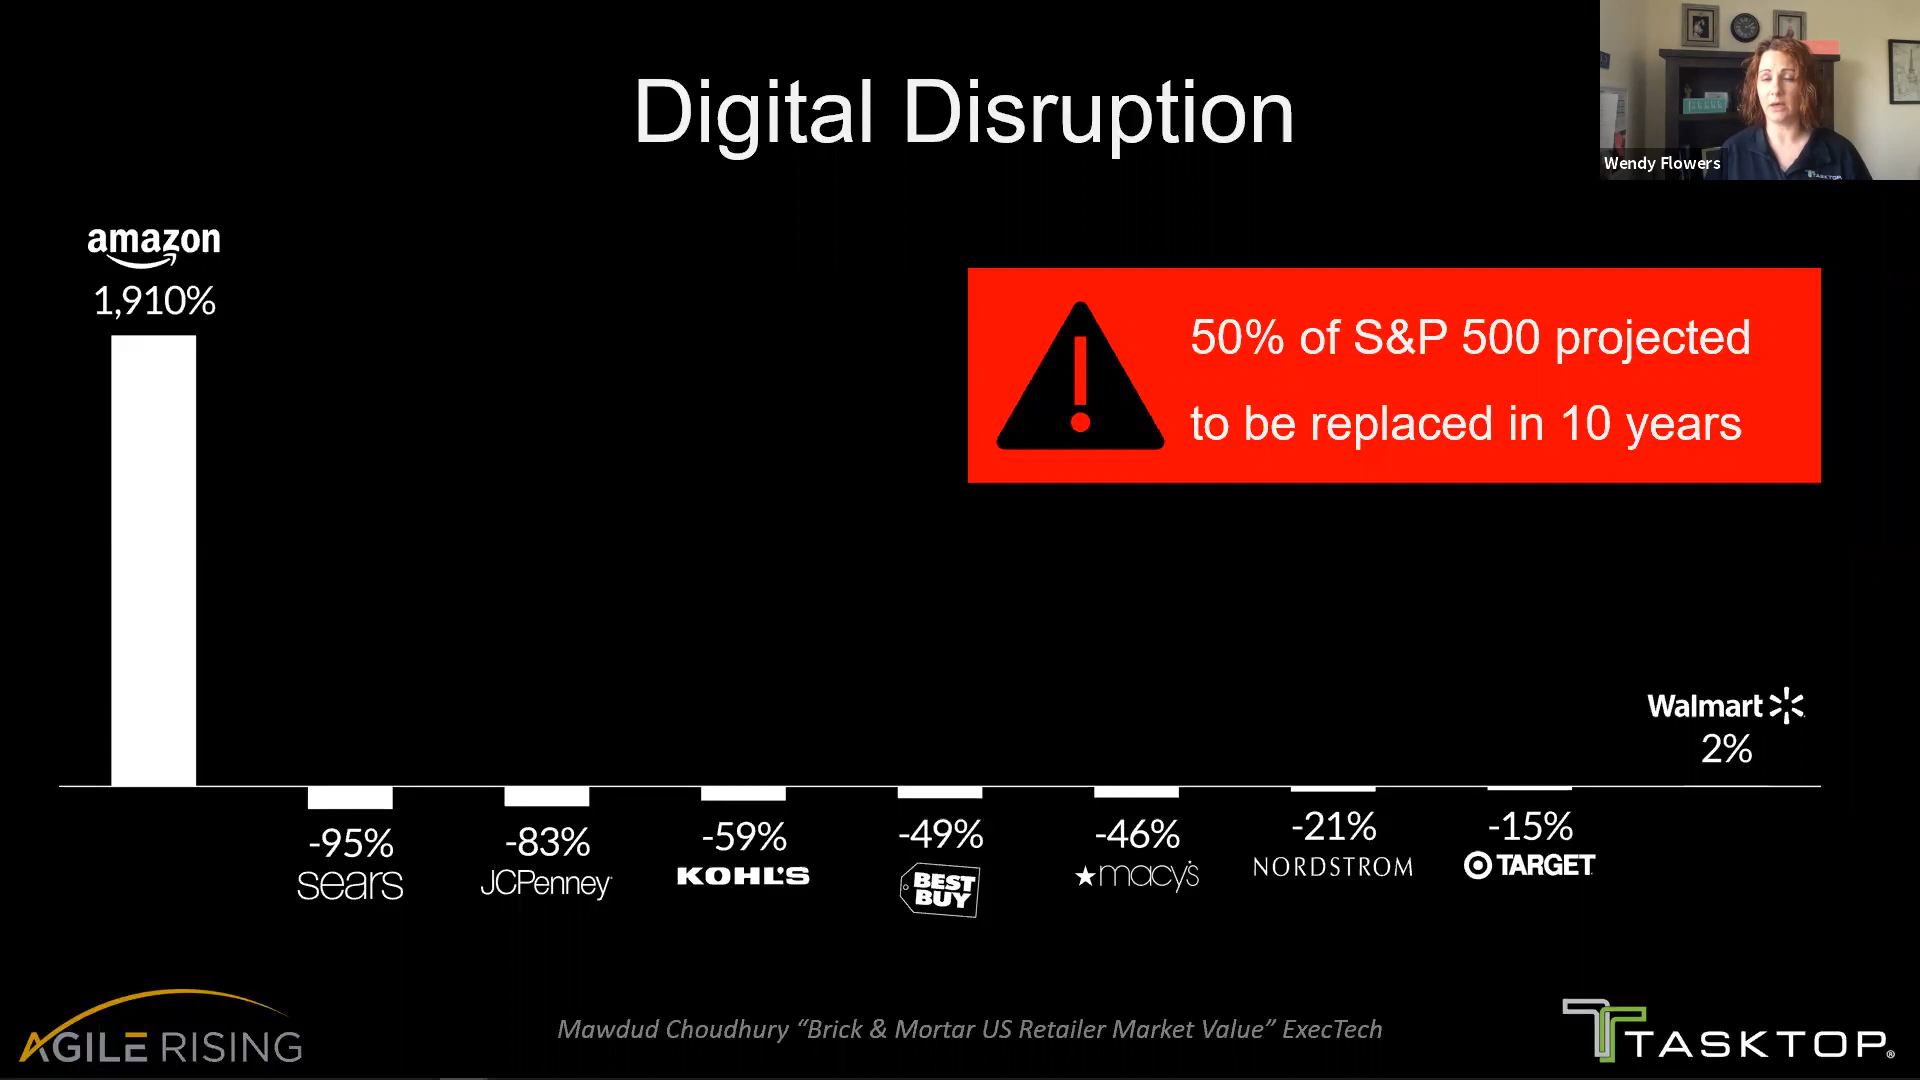 Digital Disruption
Wendy Flowers
TASKTOP
amazon
1,910%
50% of S&P 500 projected
to be replaced in 10 years
Walmart
2%
-95%
sears
-83%
JCPenney
-59%
KOHL'S
-49%
BEST
BUY
-46%
macy's
-21%
NORDSTROM
-15%
TARGET
AGILE RISING
Mawdud Choudhury “Brick & Mortar US Retailer Market Value” ExecTech
TASKTOP®